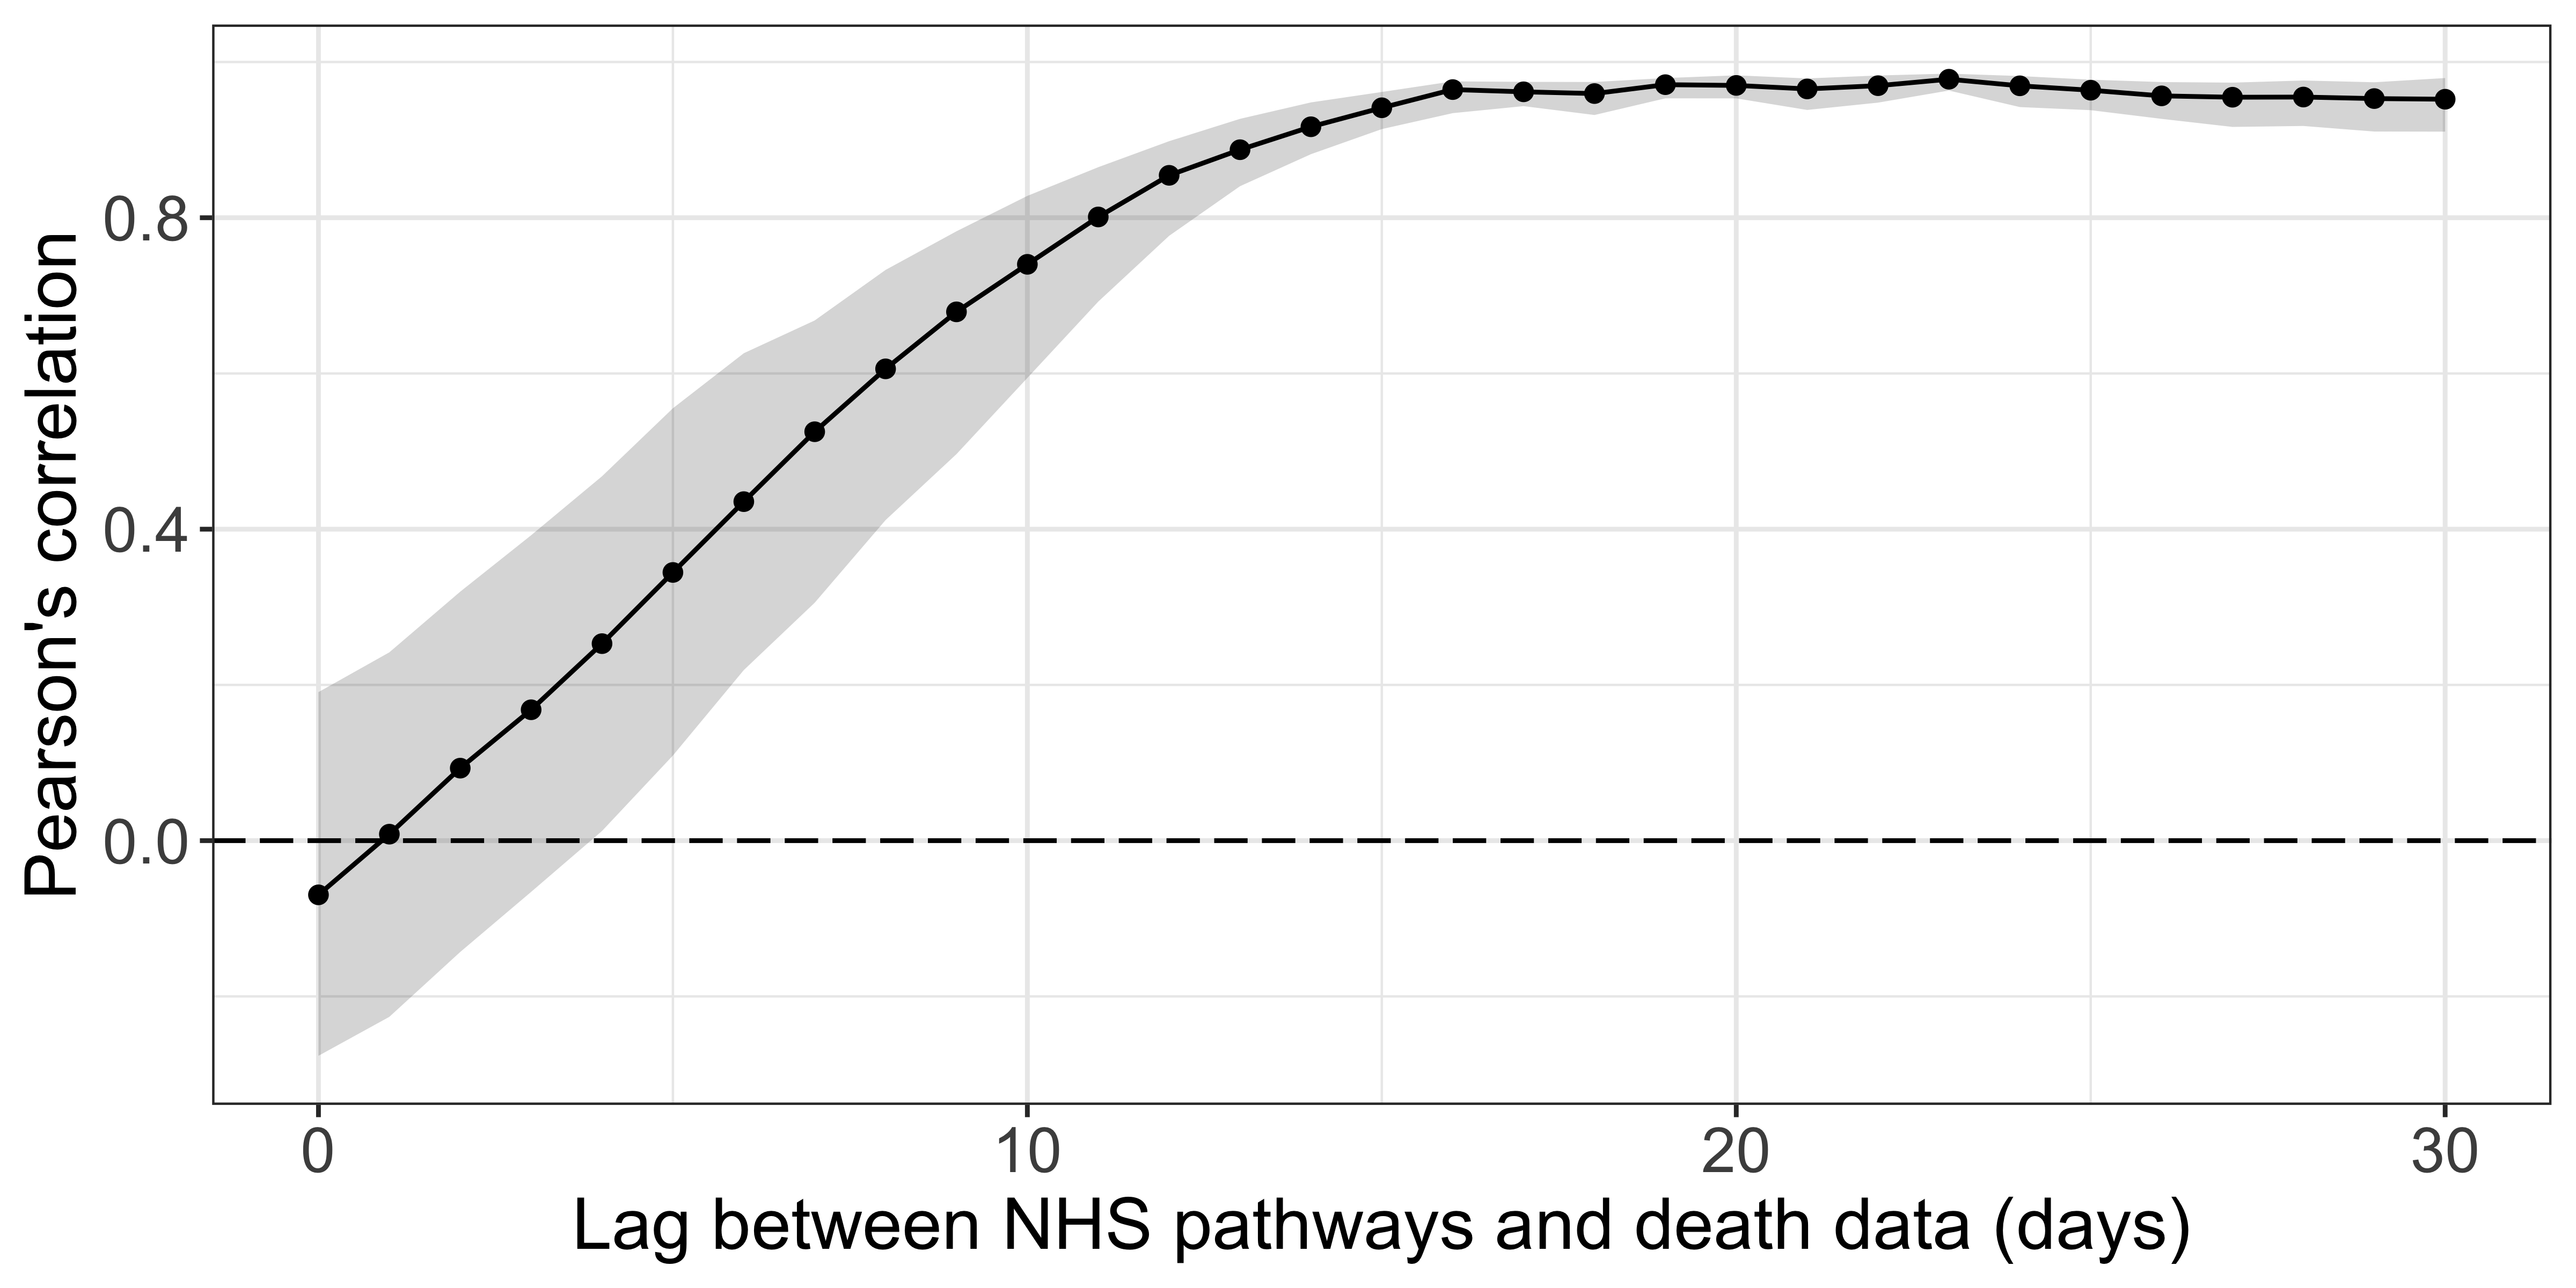 Pearson's correlation
0.8
0.4
0.0
0 10 20 30
Lag between NHS pathways and death data (days)